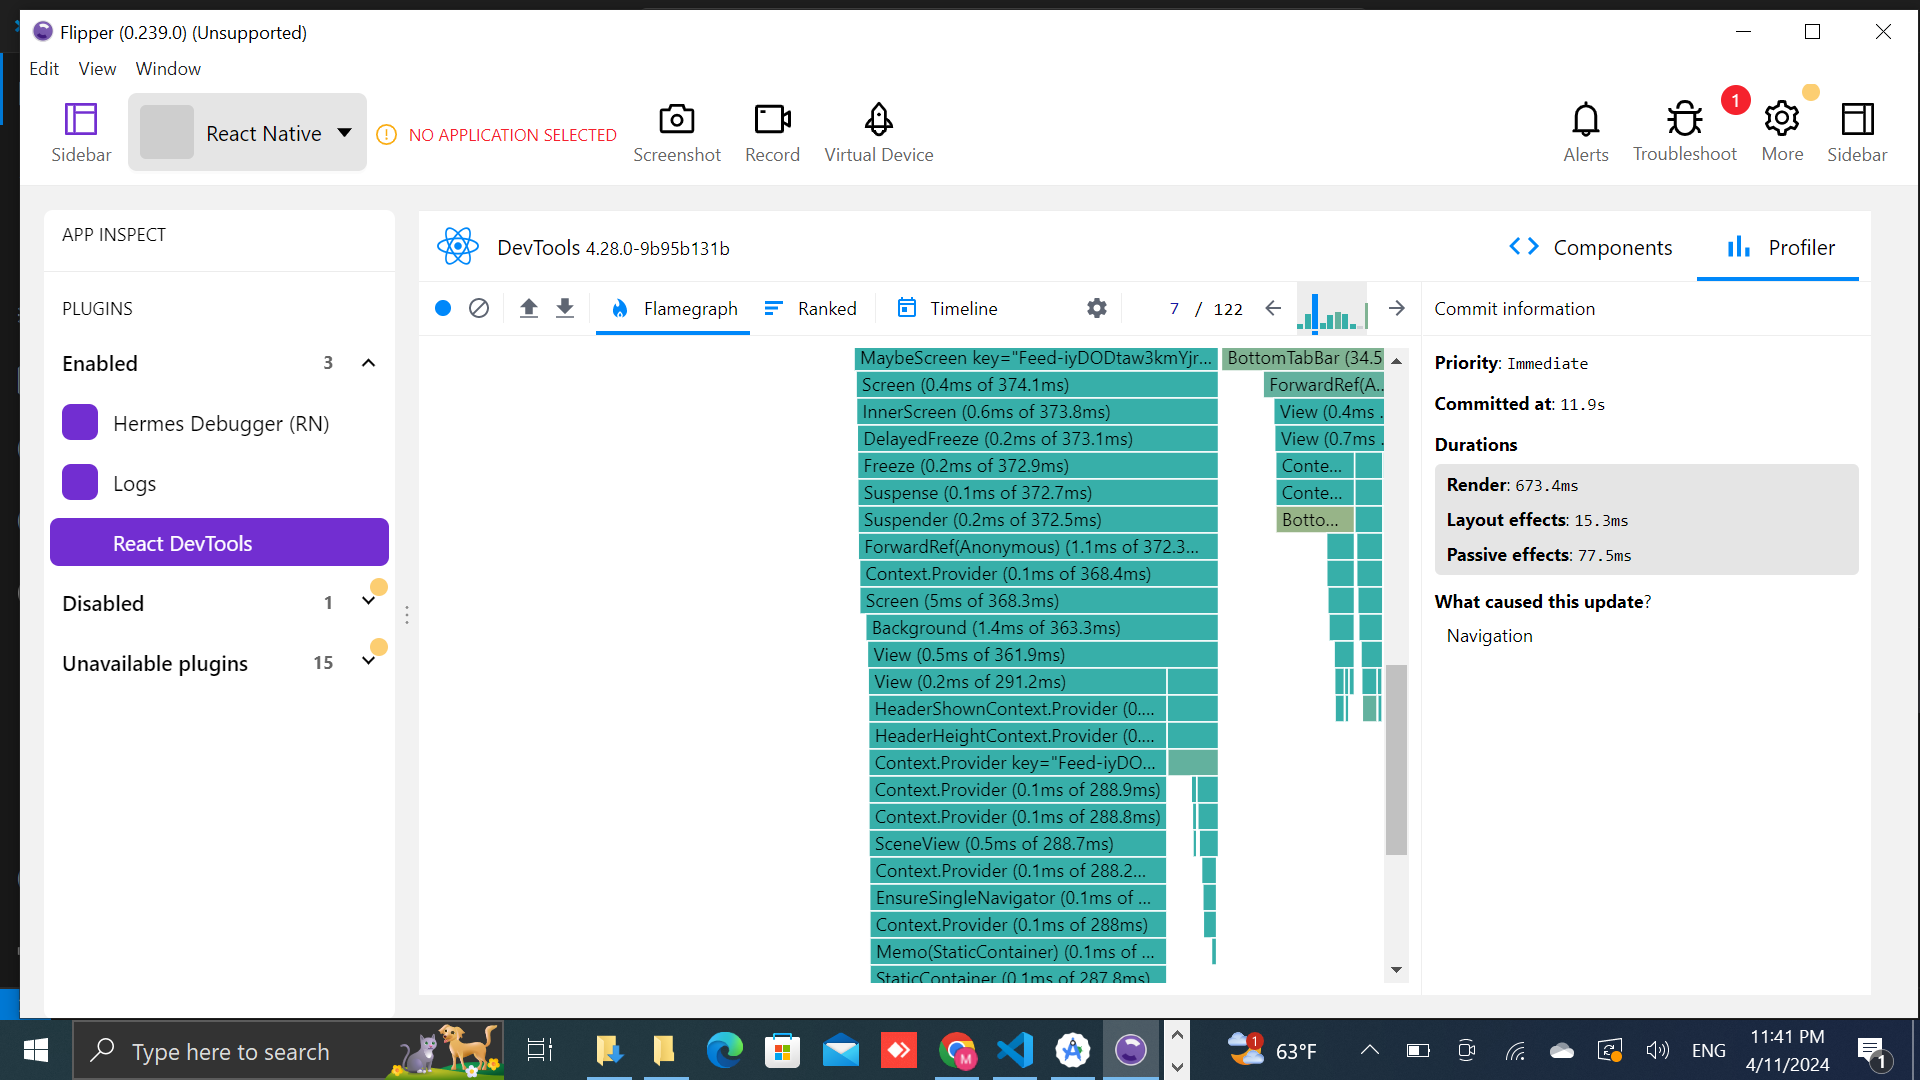 Flipper (0.239.0) (Unsupported)
Edit View Window
Sidebar
React Native
NO APPLICATION SELECTED
Screenshot
Record
Virtual Device
Alerts
Troubleshoot
1
More
Sidebar
APP INSPECT
PLUGINS
Enabled 3
Hermes Debugger (RN)
Logs
React DevTools
Disabled 1
Unavailable plugins 15
DevTools 4.28.0-9b95b131b
Components
Profiler
Flamegraph
Ranked
Timeline
7 / 122
MaybeScreen key="Feed-iyDODtaw3kmYjr...
BottomTabBar (34.5
Screen (0.4ms of 374.1ms)
ForwardRef(A...
InnerScreen (0.6ms of 373.8ms)
View (0.4ms .
DelayedFreeze (0.2ms of 373.1ms)
View (0.7ms .
Freeze (0.2ms of 372.9ms)
Conte...
Suspense (0.1ms of 372.7ms)
Conte...
Suspender (0.2ms of 372.5ms)
Botto...
ForwardRef(Anonymous) (1.1ms of 372.3...
Context.Provider (0.1ms of 368.4ms)
Screen (5ms of 368.3ms)
Background (1.4ms of 363.3ms)
View (0.5ms of 361.9ms)
View (0.2ms of 291.2ms)
HeaderShownContext.Provider (0....
HeaderHeightContext.Provider (0....
Context.Provider key="Feed-iyDO...
Context.Provider (0.1ms of 288.9ms)
Context.Provider (0.1ms of 288.8ms)
SceneView (0.5ms of 288.7ms)
Context.Provider (0.1ms of 288.2...
EnsureSingleNavigator (0.1ms of ...
Context.Provider (0.1ms of 288ms)
Memo(StaticContainer) (0.1ms of ...
StaticContainer (0.1ms of 287.8ms)
Commit information
Priority: Immediate
Committed at: 11.9s
Durations
Render: 673.4ms
Layout effects: 15.3ms
Passive effects: 77.5ms
What caused this update?
Navigation
Type here to search
M
1
63°F
ENG
11:41 PM
4/11/2024
1